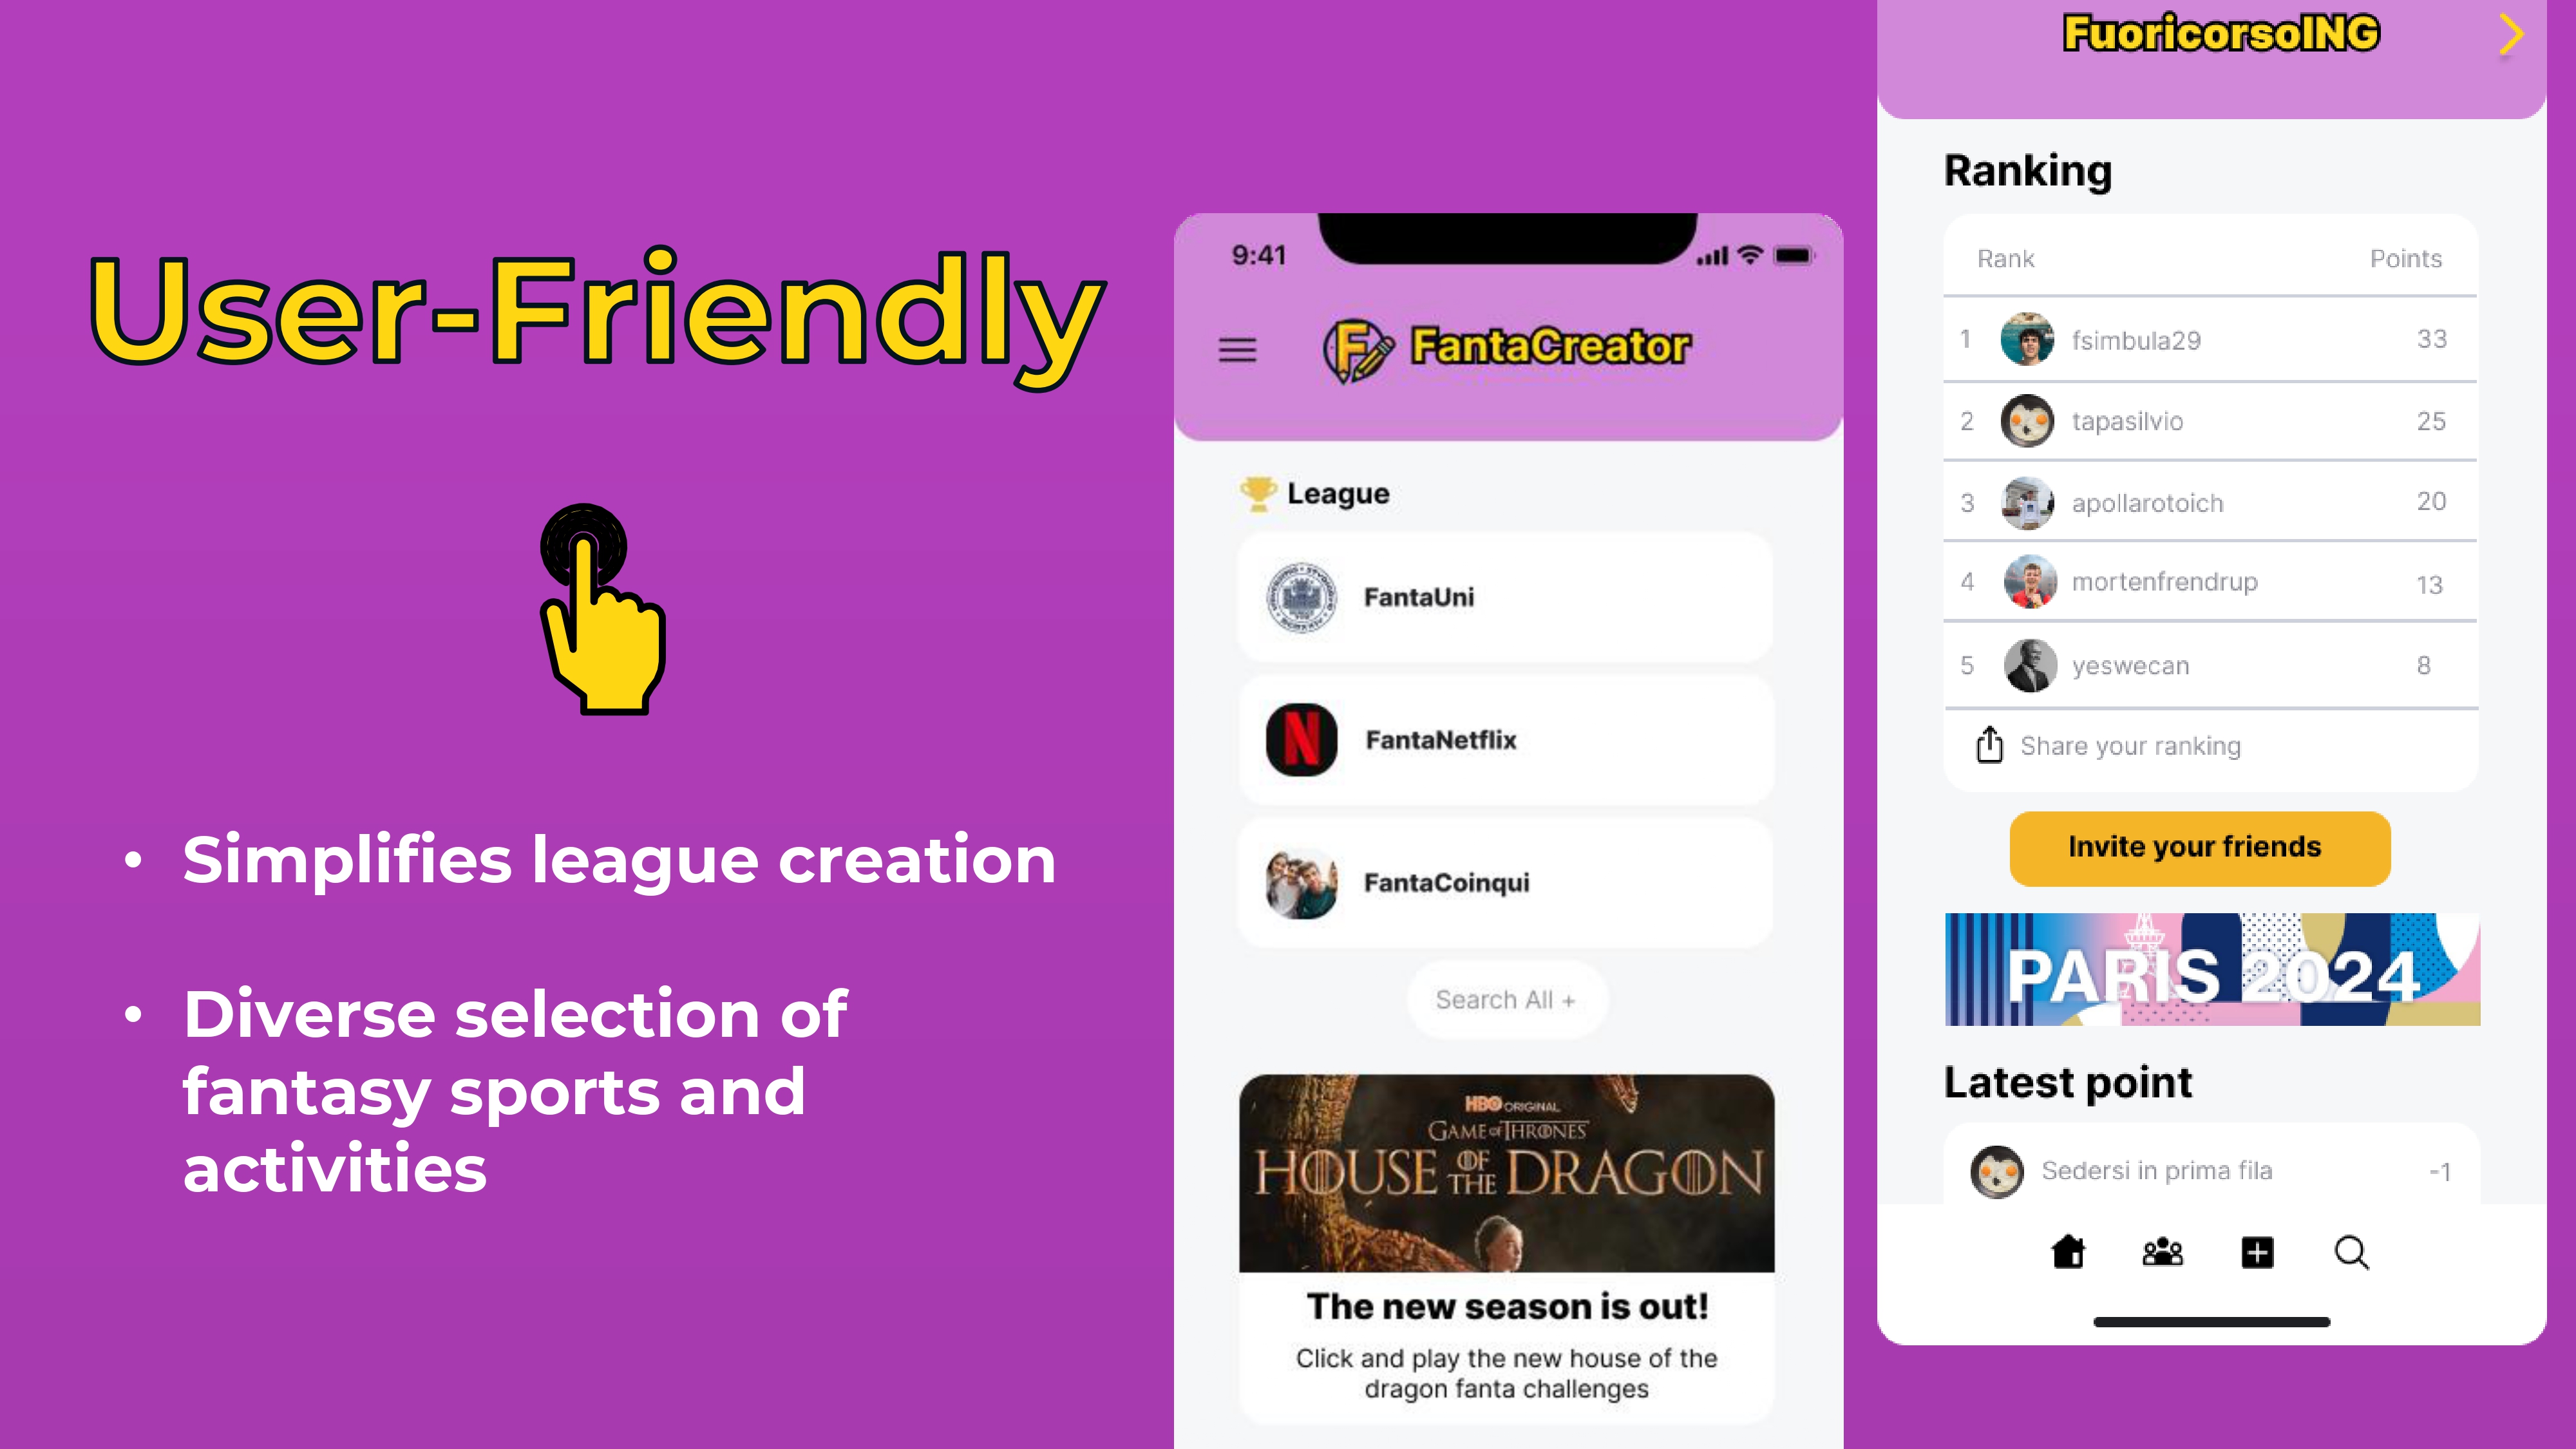 User-Friendly
• Simplifies league creation
• Diverse selection of
fantasy sports and
activities
9:41
FantaCreator
League
FantaUni
N
FantaNetflix
FantaCoinqui
Search All +
HBO ORIGINAL
GAME OF THRONES
HOUSE OF THE DRAGON
The new season is out!
Click and play the new house of the
dragon fanta challenges
FuoricorsoING
Ranking
Rank Points
1 fsimbula29 33
2 tapasilvio 25
3 apollarotoich 20
4 mortenfrendrup 13
5 yeswecan 8
Share your ranking
Invite your friends
PARIS 2024
Latest point
Sedersi in prima fila -1